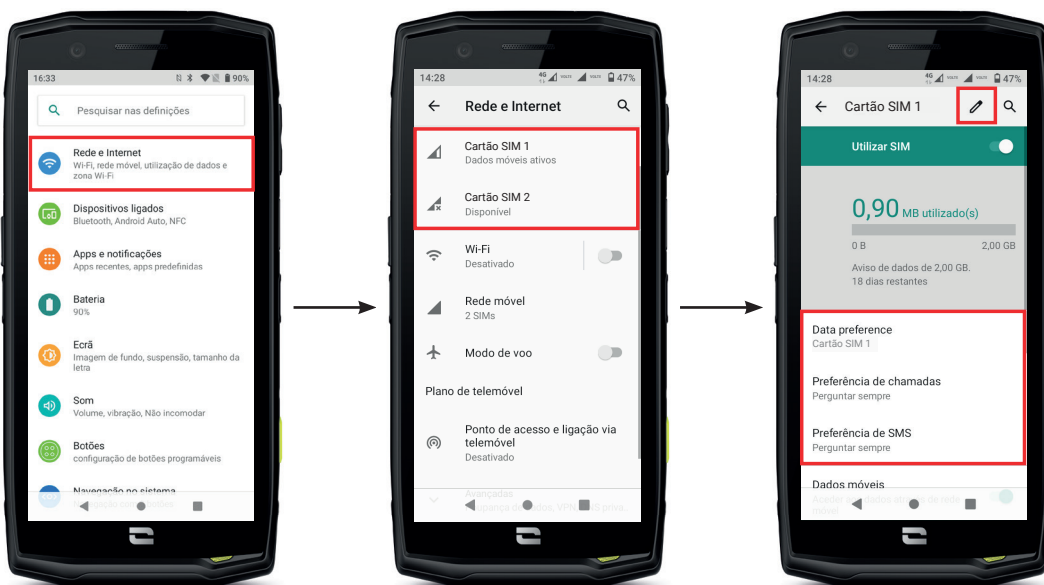 16:33
90%
Pesquisar nas definições
Rede e Internet
Wi-Fi, rede móvel, utilização de dados e
zona Wi-Fi
Dispositivos ligados
Bluetooth, Android Auto, NFC
Apps e notificações
Apps recentes, apps predefinidas
Bateria
90%
Ecrã
Imagem de fundo, suspensão, tamanho da
letra
Som
Volume, vibração, Não incomodar
Botões
configuração de botões programáveis
Navegação no sistema
14:28
4G VoLTE VoLTE 47%
Rede e Internet
Cartão SIM 1
Dados móveis ativos
Cartão SIM 2
Disponível
Wi-Fi
Desativado
Rede móvel
2 SIMs
Modo de voo
Plano de telemóvel
Ponto de acesso e ligação via
telemóvel
Desativado
Avançadas
14:28
4G VoLTE VoLTE 47%
Cartão SIM 1
Utilizar SIM
0,90 MB utilizado(s)
0 B 2,00 GB
Aviso de dados de 2,00 GB.
18 dias restantes
Data preference
Cartão SIM 1
Preferência de chamadas
Perguntar sempre
Preferência de SMS
Perguntar sempre
Dados móveis